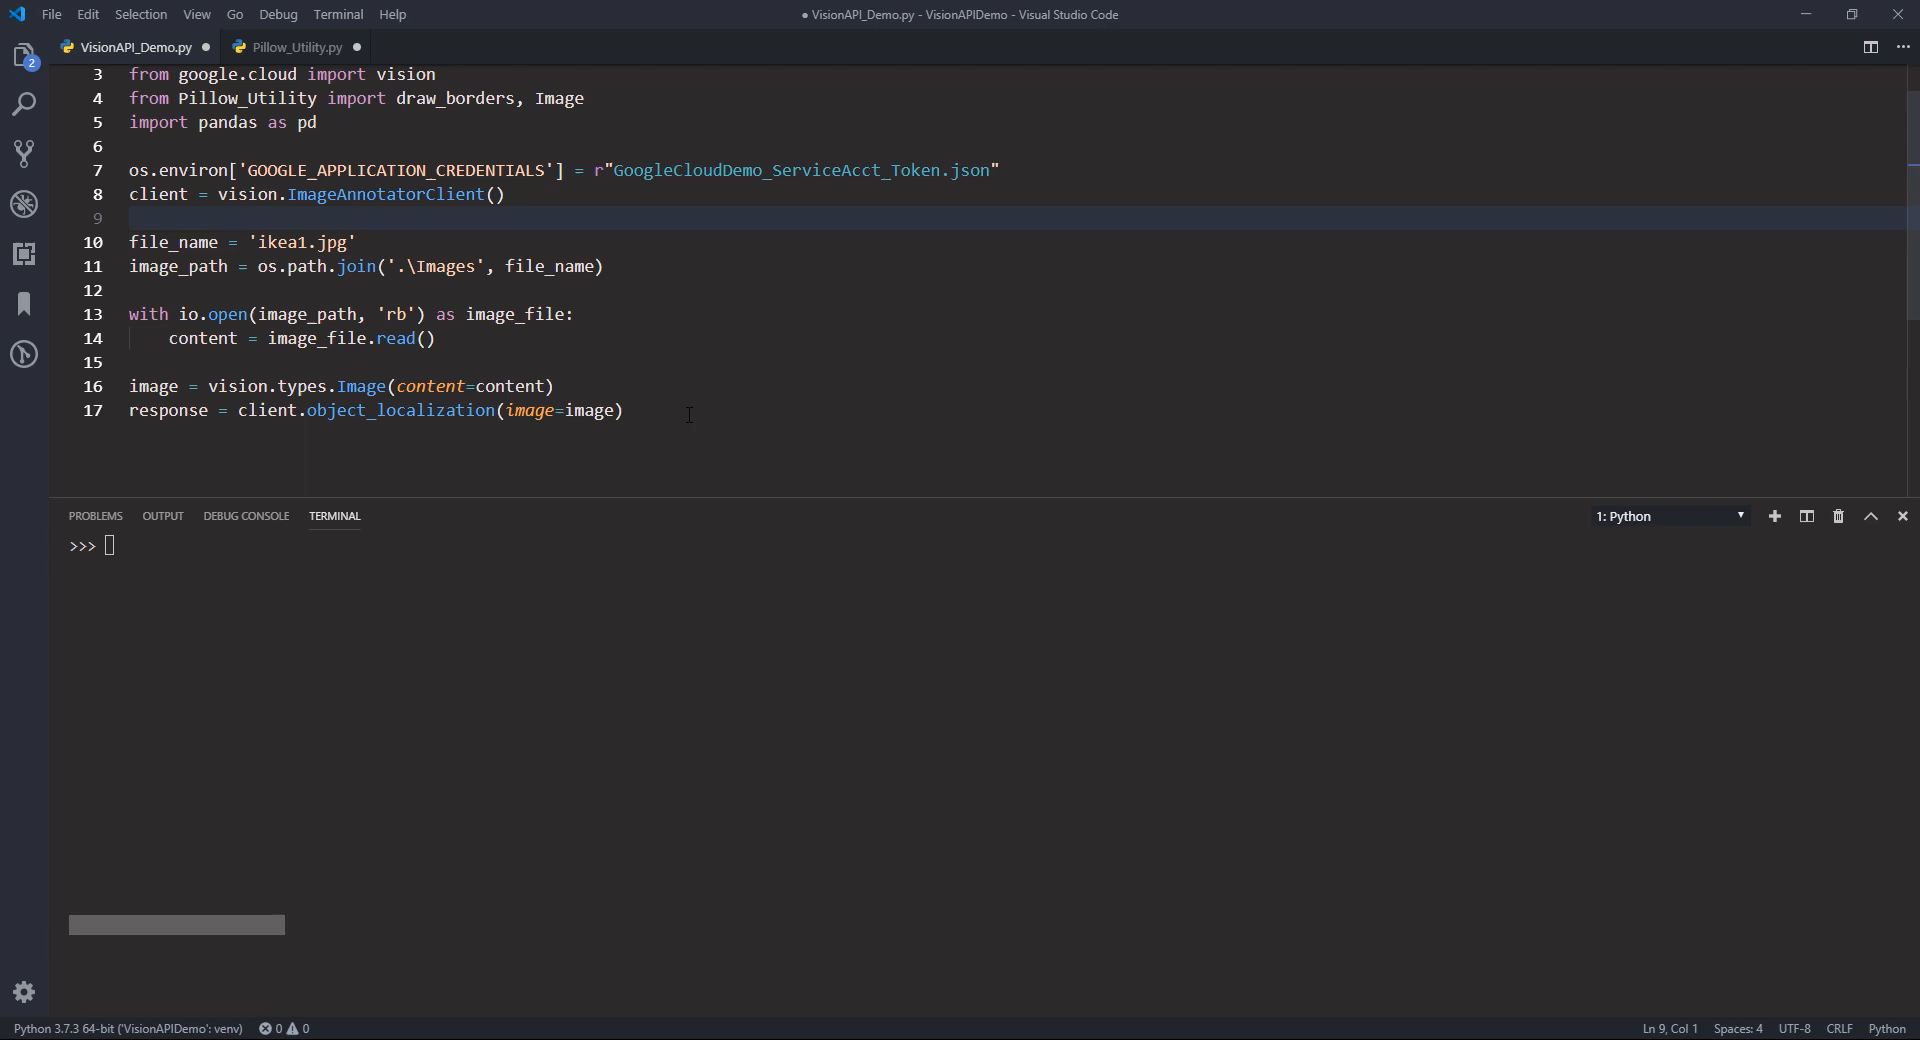 File Edit Selection View Go Debug Terminal Help
● VisionAPI_Demo.py - VisionAPIDemo - Visual Studio Code
VisionAPI_Demo.py ●
Pillow_Utility.py ●
2
3 from google.cloud import vision
4 from Pillow_Utility import draw_borders, Image
5 import pandas as pd
6
7 os.environ['GOOGLE_APPLICATION_CREDENTIALS'] = r"GoogleCloudDemo_ServiceAcct_Token.json"
8 client = vision.ImageAnnotatorClient()
9
10 file_name = 'ikea1.jpg'
11 image_path = os.path.join('.\Images', file_name)
12
13 with io.open(image_path, 'rb') as image_file:
14     content = image_file.read()
15
16 image = vision.types.Image(content=content)
17 response = client.object_localization(image=image)
PROBLEMS OUTPUT DEBUG CONSOLE TERMINAL
1: Python
>>>
Python 3.7.3 64-bit ('VisionAPIDemo': venv) 0 0
Ln 9, Col 1 Spaces: 4 UTF-8 CRLF Python